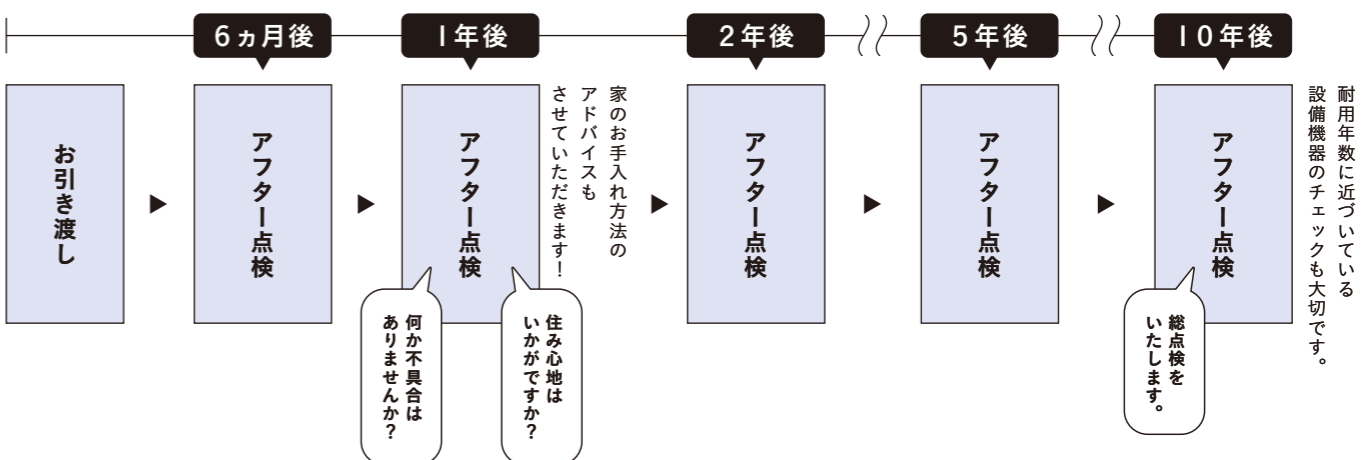 6ヵ月後
1年後
2年後
5年後
10年後
お引き渡し
アフター点検
アフター点検
家のお手入れ方法の
アドバイスも
させていただきます！
何か不具合は
ありませんか？
住み心地は
いかがですか？
アフター点検
アフター点検
アフター点検
総点検を
いたします。
耐用年数に近づいている
設備機器のチェックも大切です。